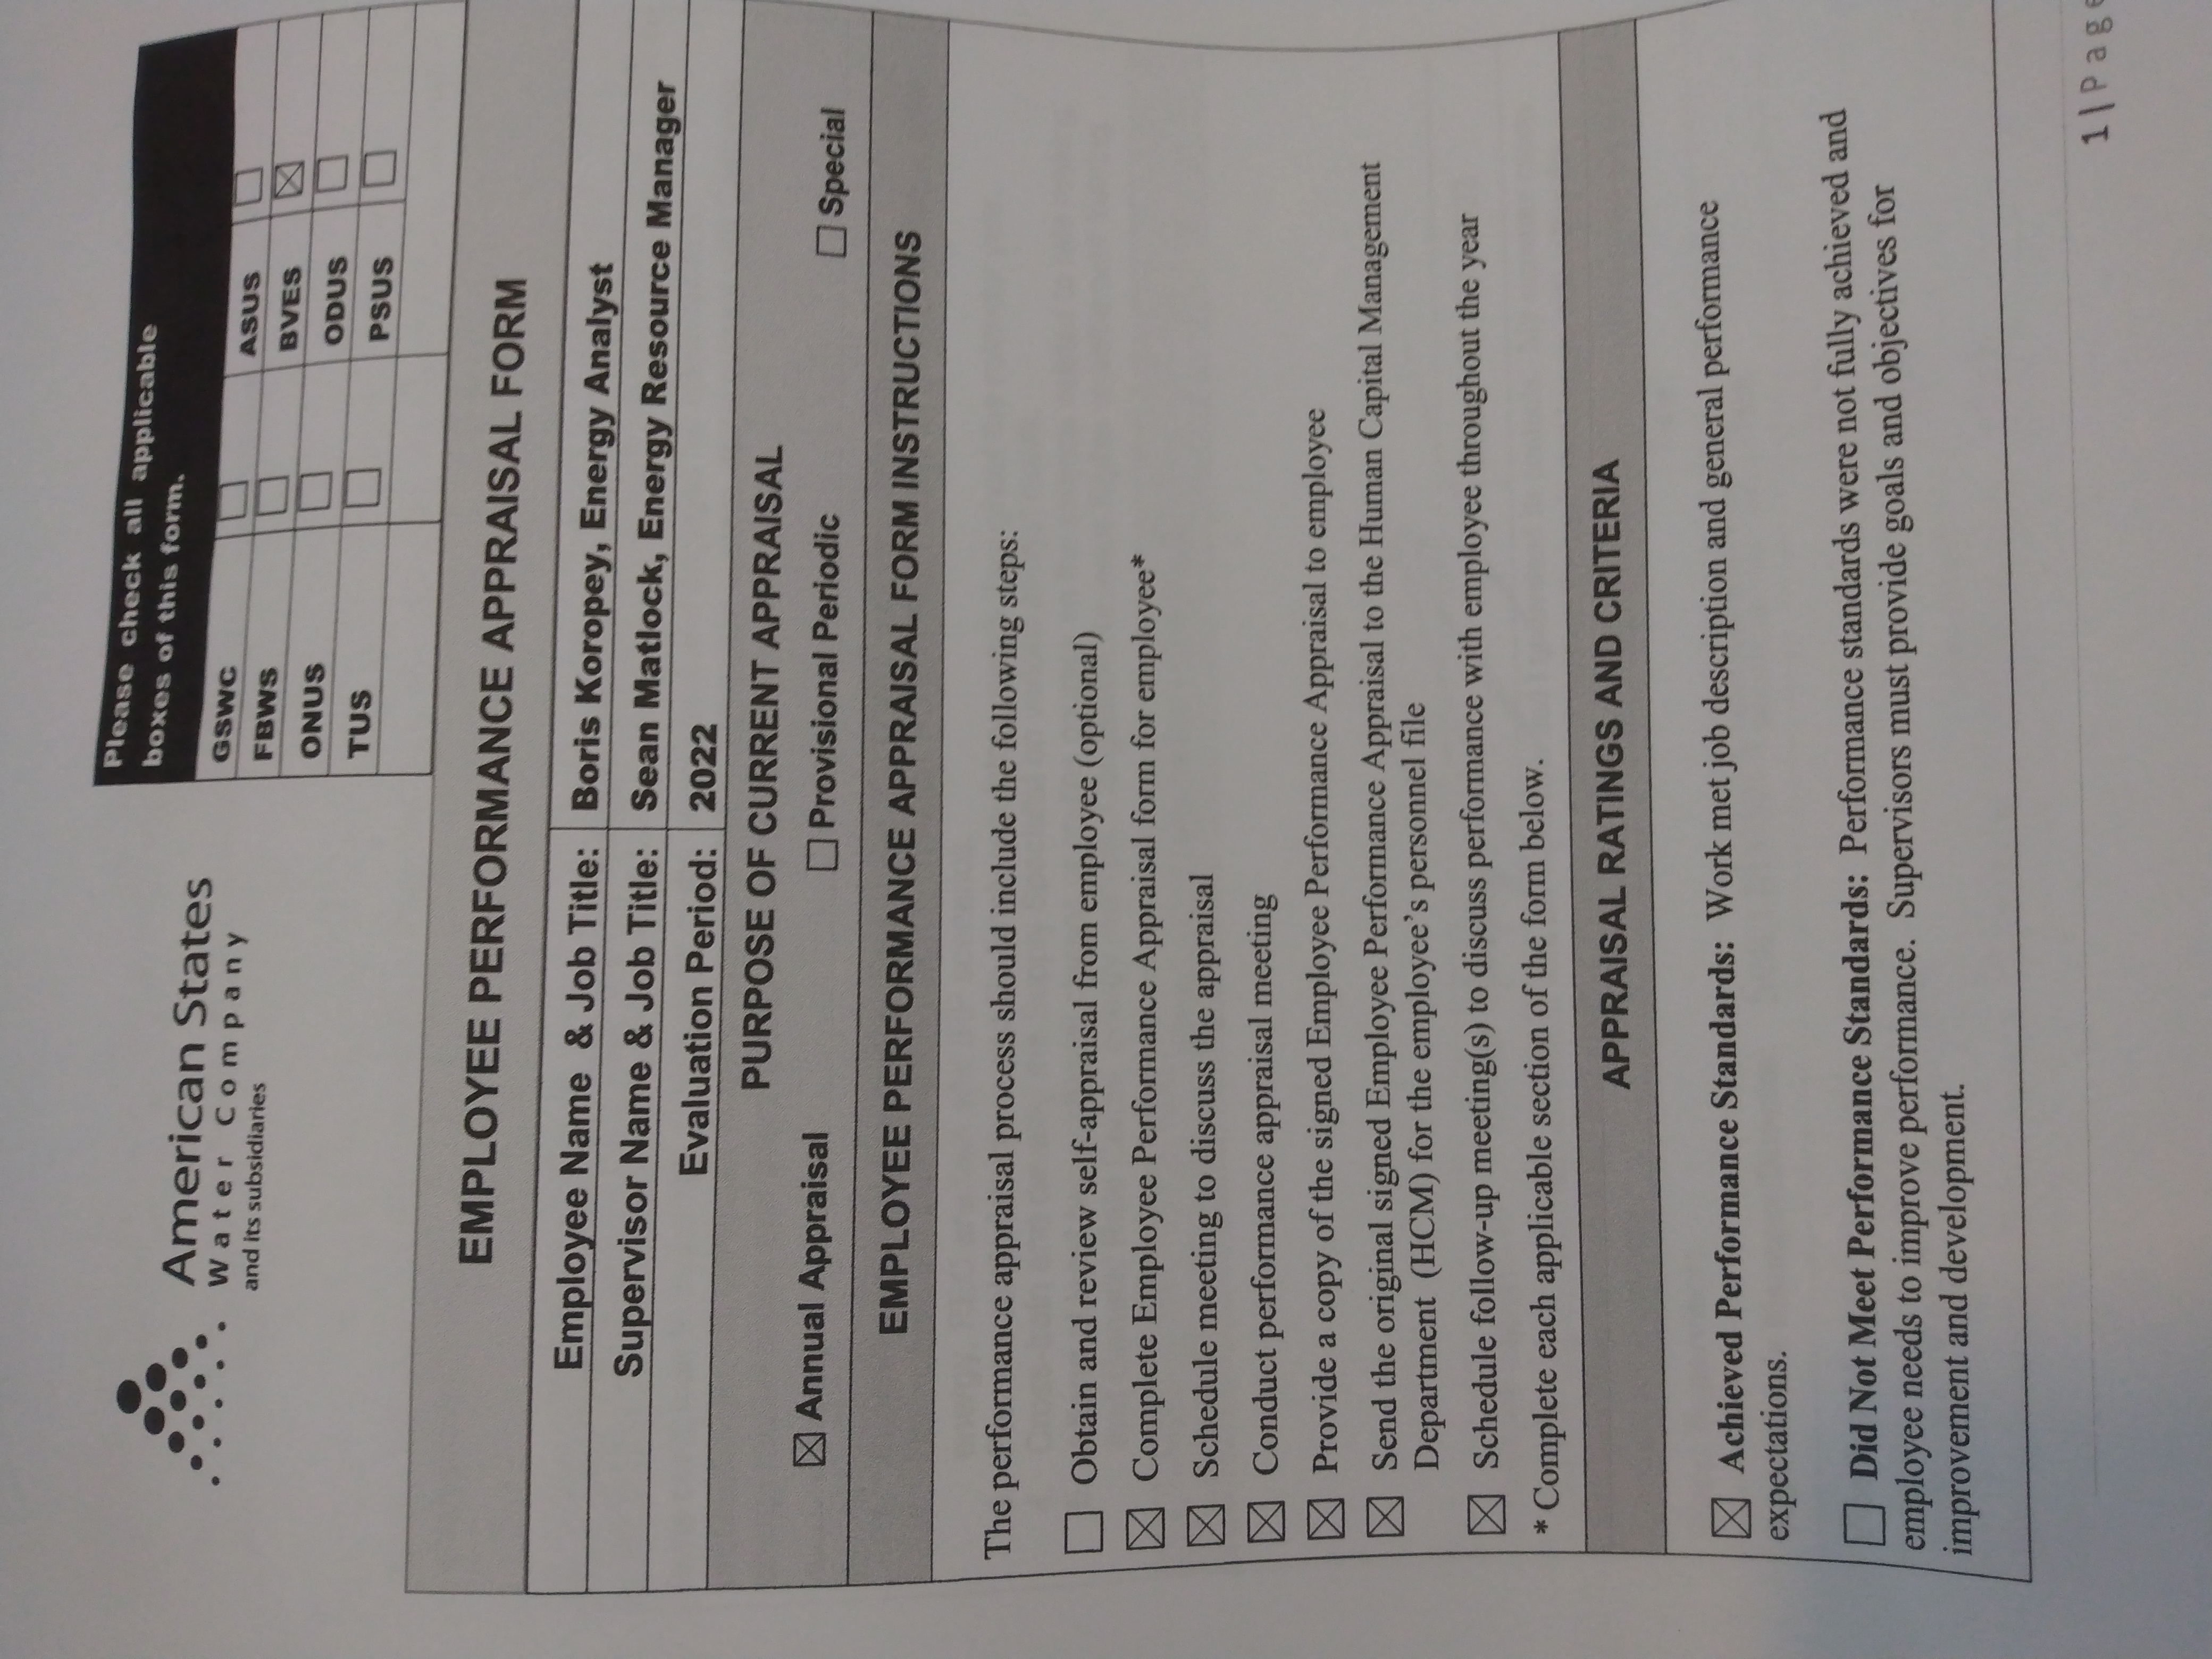 American States
Water Company
and its subsidiaries
Please check all applicable
boxes of this form.
GSWC ☐ ASUS ☐
FBWS ☐ BVES ☒
ONUS ☐ ODUS ☐
TUS ☐ PSUS ☐
EMPLOYEE PERFORMANCE APPRAISAL FORM
Employee Name & Job Title: Boris Koropey, Energy Analyst
Supervisor Name & Job Title: Sean Matlock, Energy Resource Manager
Evaluation Period: 2022
PURPOSE OF CURRENT APPRAISAL
☒ Annual Appraisal ☐ Provisional Periodic ☐ Special
EMPLOYEE PERFORMANCE APPRAISAL FORM INSTRUCTIONS
The performance appraisal process should include the following steps:
☐ Obtain and review self-appraisal from employee (optional)
☒ Complete Employee Performance Appraisal form for employee*
☒ Schedule meeting to discuss the appraisal
☒ Conduct performance appraisal meeting
☒ Provide a copy of the signed Employee Performance Appraisal to employee
☒ Send the original signed Employee Performance Appraisal to the Human Capital Management
Department (HCM) for the employee's personnel file
☒ Schedule follow-up meeting(s) to discuss performance with employee throughout the year
* Complete each applicable section of the form below.
APPRAISAL RATINGS AND CRITERIA
☒ Achieved Performance Standards: Work met job description and general performance
expectations.
☐ Did Not Meet Performance Standards: Performance standards were not fully achieved and
employee needs to improve performance. Supervisors must provide goals and objectives for
improvement and development.
1 | Page